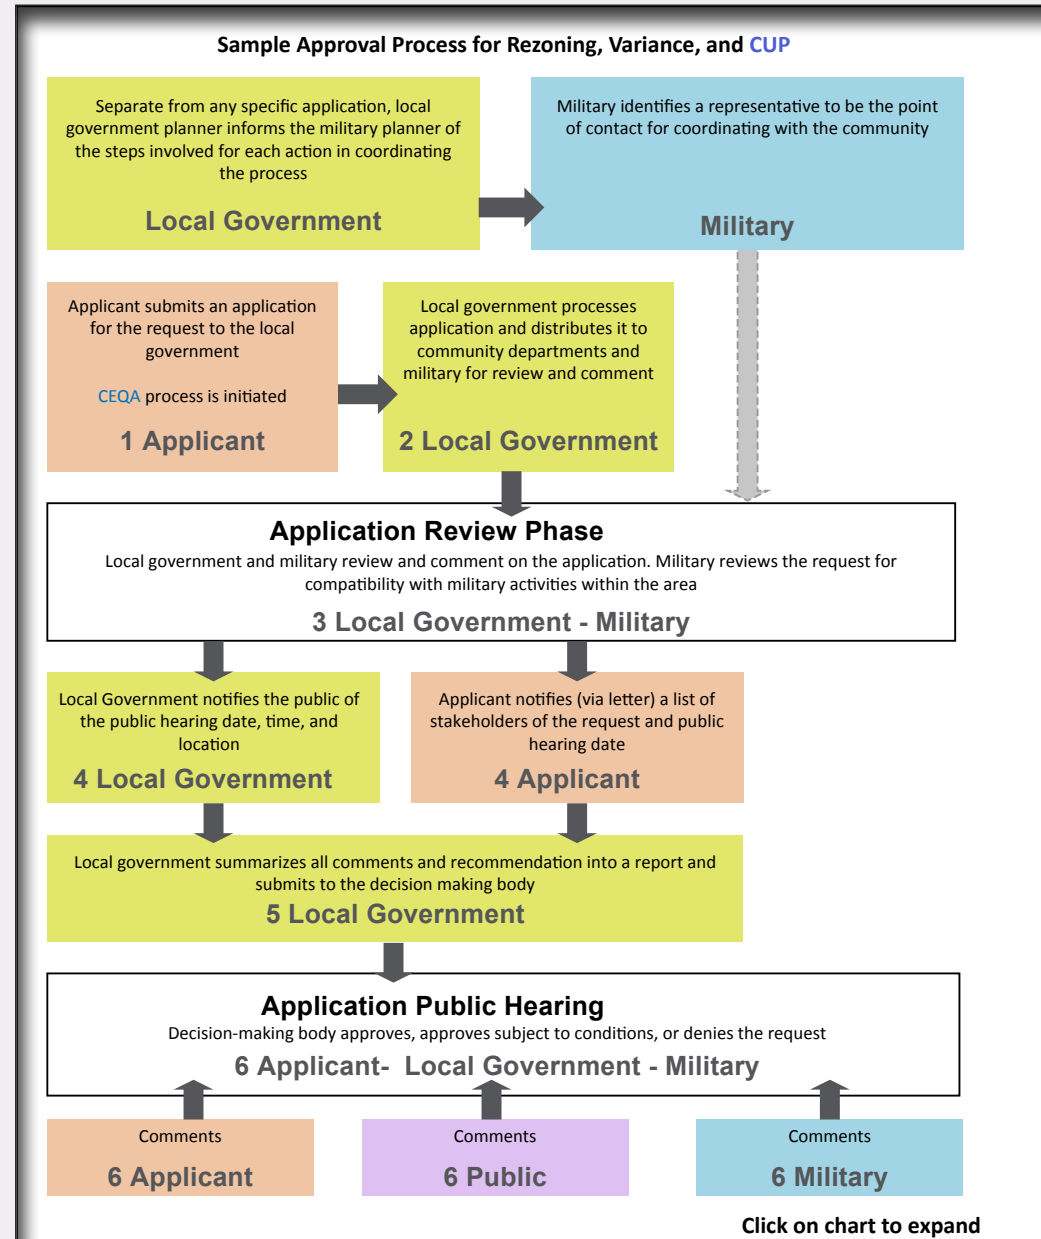 Sample Approval Process for Rezoning, Variance, and CUP
Separate from any specific application, local
government planner informs the military planner of
the steps involved for each action in coordinating
the process
Local Government
Military identifies a representative to be the point
of contact for coordinating with the community
Military
Applicant submits an application
for the request to the local
government
CEQA process is initiated
1 Applicant
Local government processes
application and distributes it to
community departments and
military for review and comment
2 Local Government
Application Review Phase
Local government and military review and comment on the application. Military reviews the request for
compatibility with military activities within the area
3 Local Government - Military
Local Government notifies the public of
the public hearing date, time, and
location
4 Local Government
Applicant notifies (via letter) a list of
stakeholders of the request and public
hearing date
4 Applicant
Local government summarizes all comments and recommendation into a report and
submits to the decision making body
5 Local Government
Application Public Hearing
Decision-making body approves, approves subject to conditions, or denies the request
6 Applicant-  Local Government - Military
Comments
6 Applicant
Comments
6 Public
Comments
6 Military
Click on chart to expand